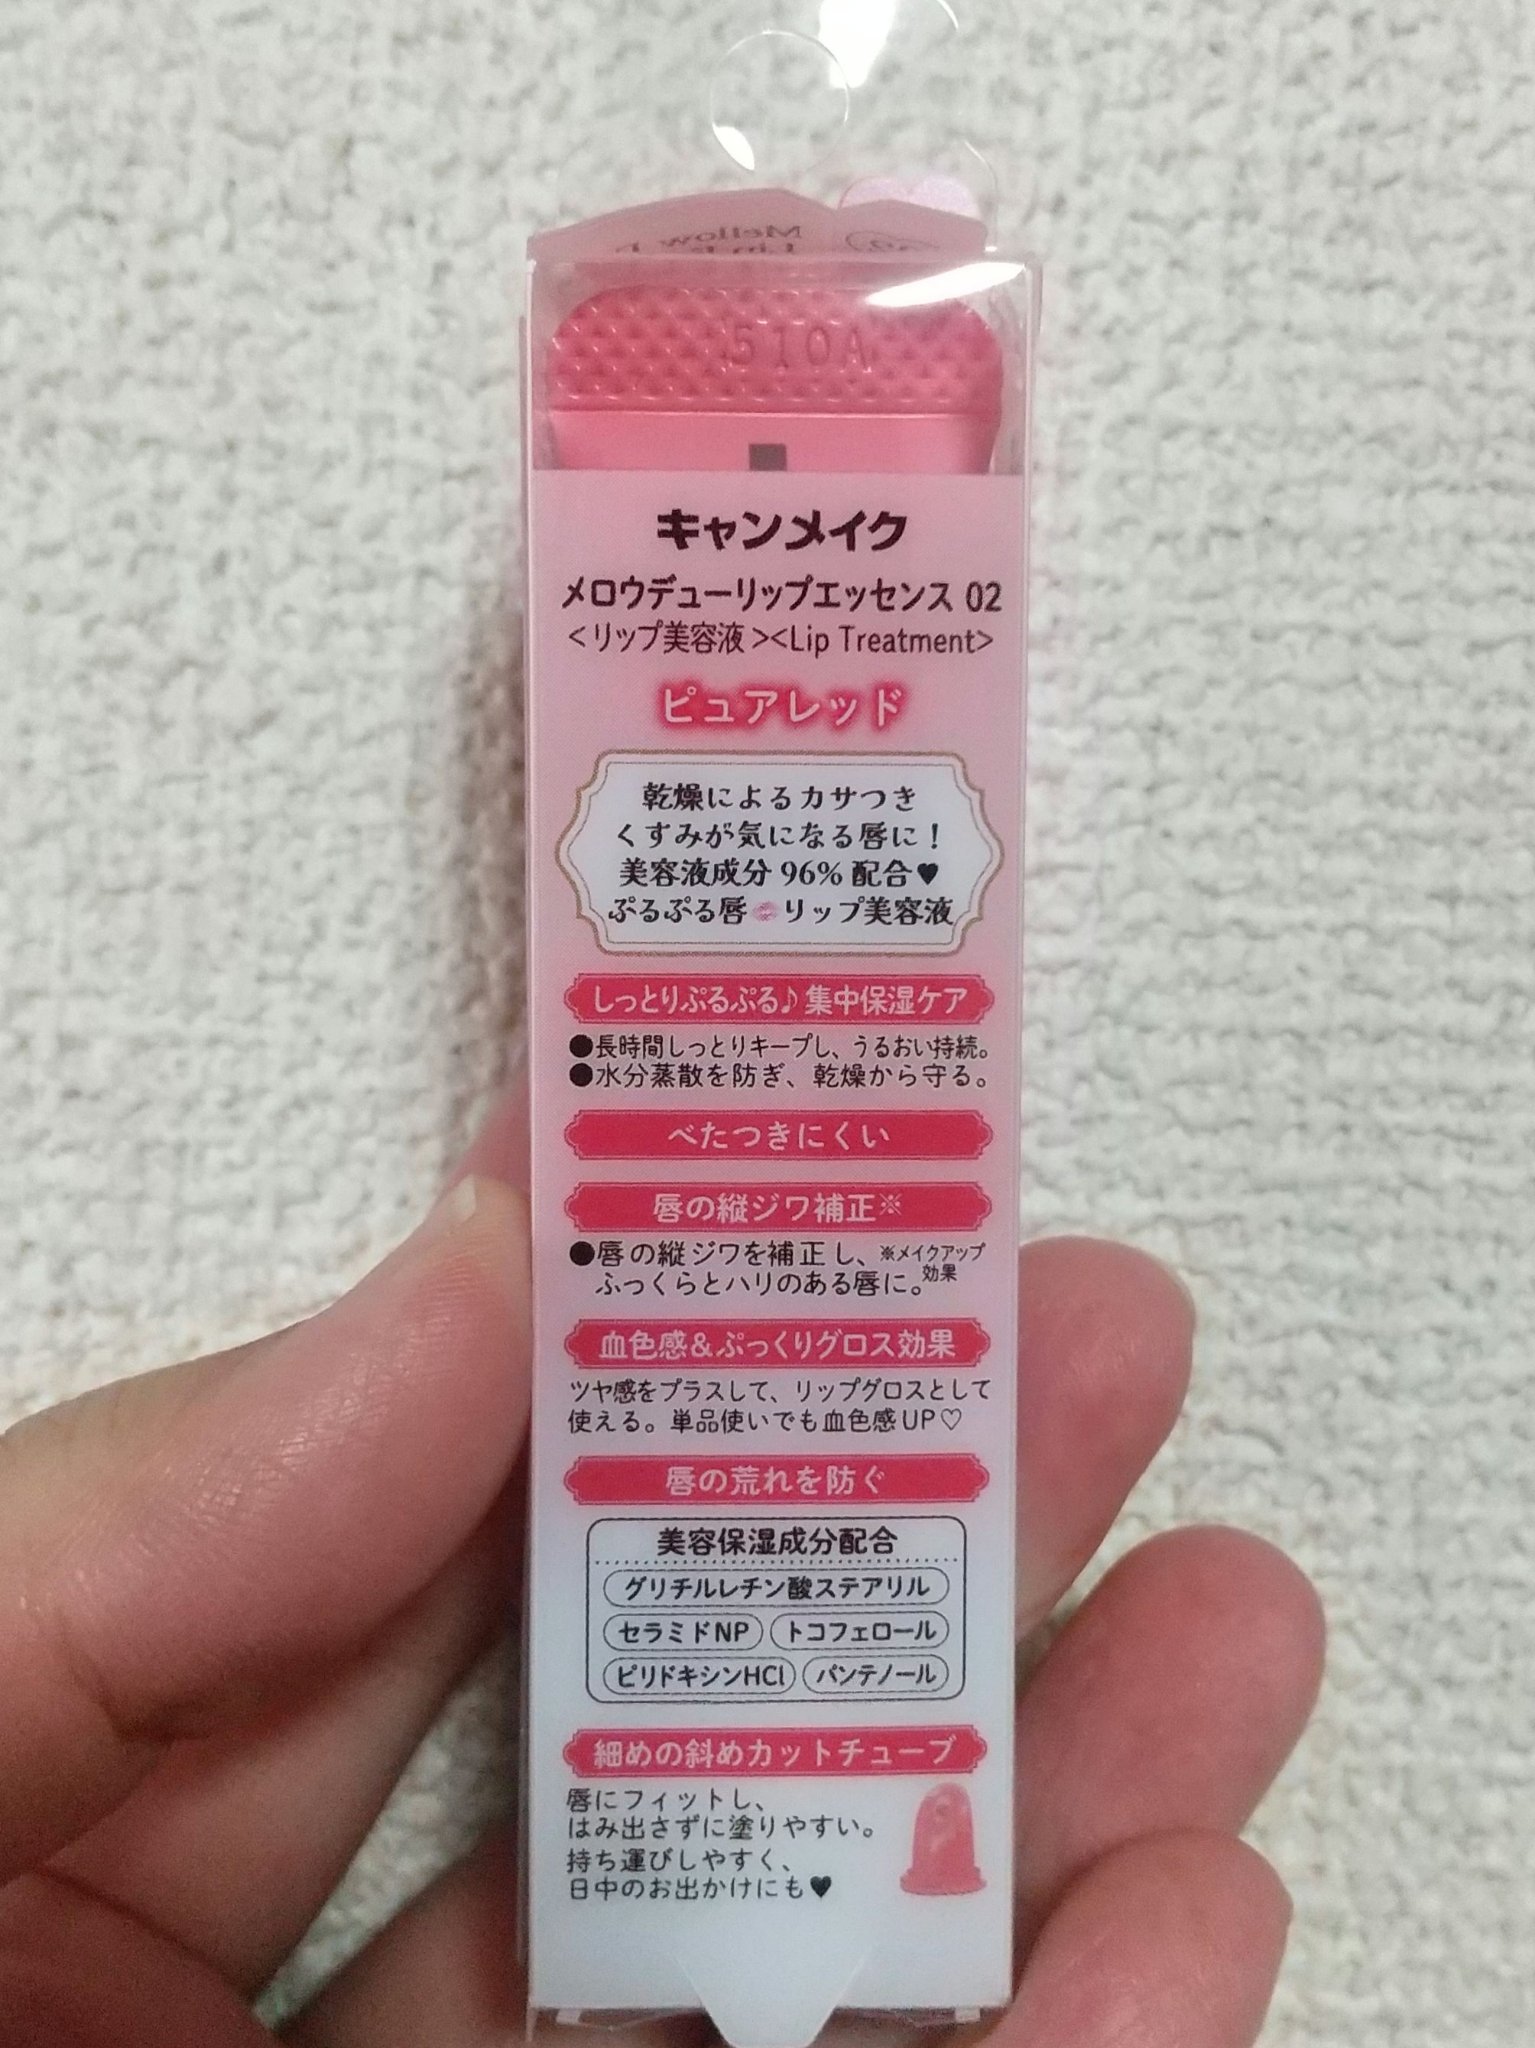 Mellow
510A
キャンメイク
メロウデューリップエッセンス 02
<リップ美容液><Lip Treatment>
ピュアレッド
乾燥によるカサつき
くすみが気になる唇に！
美容液成分 96% 配合♥
ぷるぷる唇💋リップ美容液
しっとりぷるぷる♪集中保湿ケア
●長時間しっとりキープし、うるおい持続。
●水分蒸散を防ぎ、乾燥から守る。
べたつきにくい
唇の縦ジワ補正※
●唇の縦ジワを補正し、※メイクアップ
ふっくらとハリのある唇に。効果
血色感&ぷっくりグロス効果
ツヤ感をプラスして、リップグロスとして
使える。単品使いでも血色感UP♡
唇の荒れを防ぐ
美容保湿成分配合
グリチルレチン酸ステアリル
セラミドNP トコフェロール
ピリドキシンHCl パンテノール
細めの斜めカットチューブ
唇にフィットし、
はみ出さずに塗りやすい。
持ち運びしやすく、
日中のお出かけにも♥